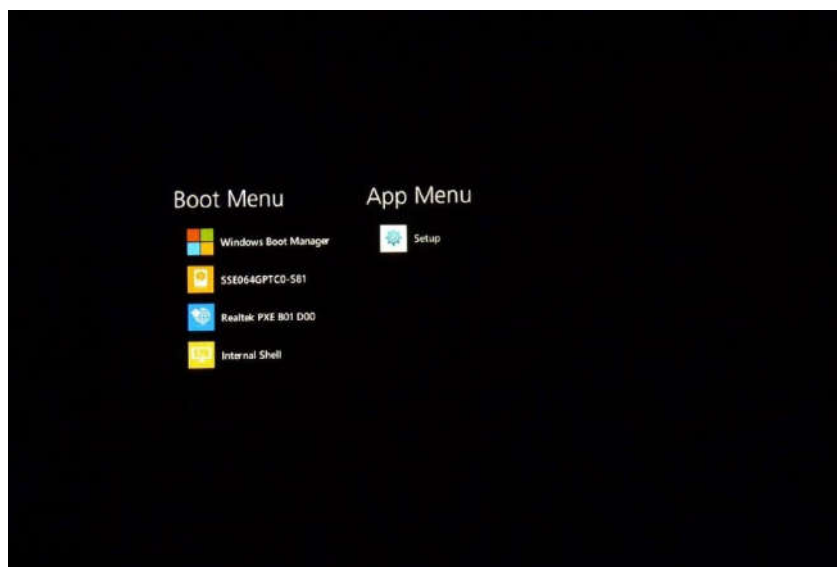 Boot Menu
Windows Boot Manager
SSE064GPTC0-S81
Realtek PXE B01 D00
Internal Shell
App Menu
Setup